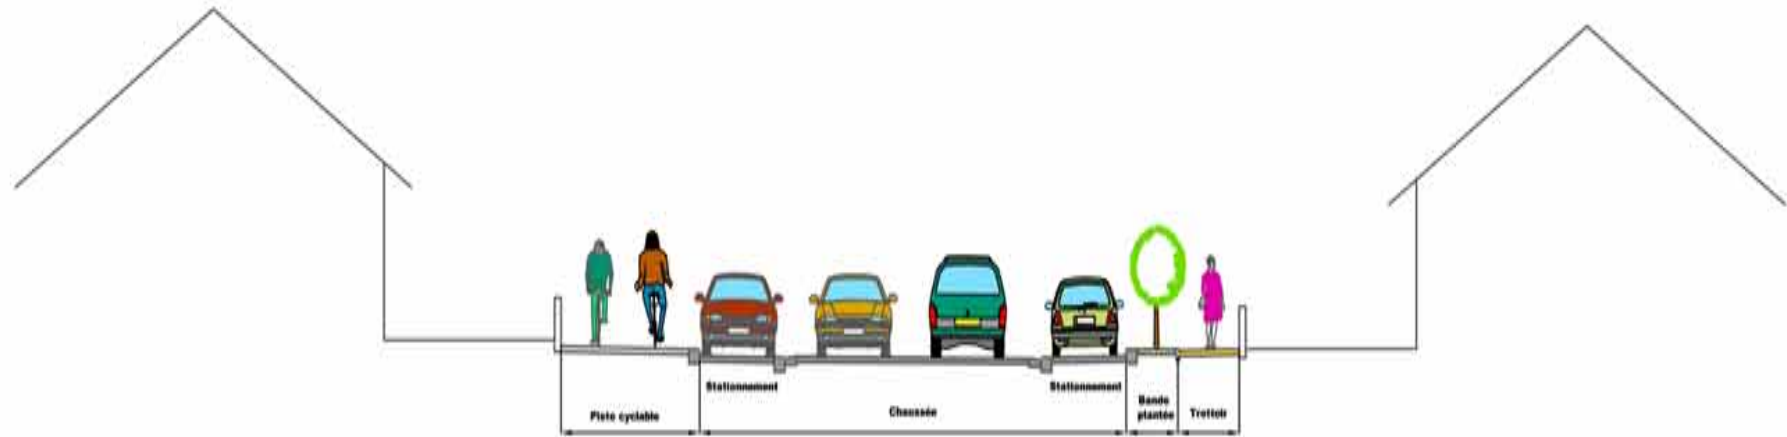 Stationnement
Stationnement
Piste cyclable
Chaussée
Bande
plantée
Trottoir